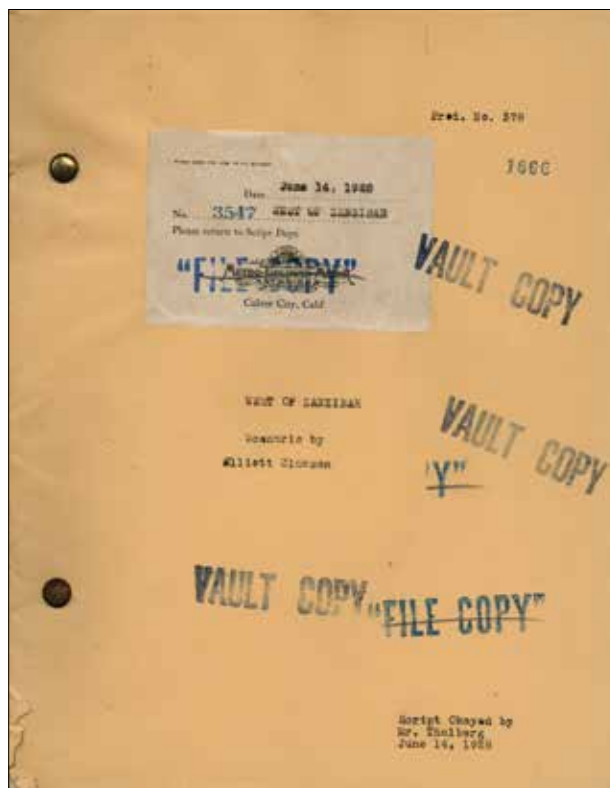 Prod. No. 378
1666
Date June 14, 1928
No. 3547 WEST OF ZANZIBAR
Please return to Script Dept.
"FILE COPY"
Culver City, Calif
VAULT COPY
WEST OF ZANZIBAR
Scenario by
Elliott Clawson
VAULT COPY
Y"
VAULT COPY
"FILE COPY"
Script Okayed by
Mr. Thalberg
June 14, 1928